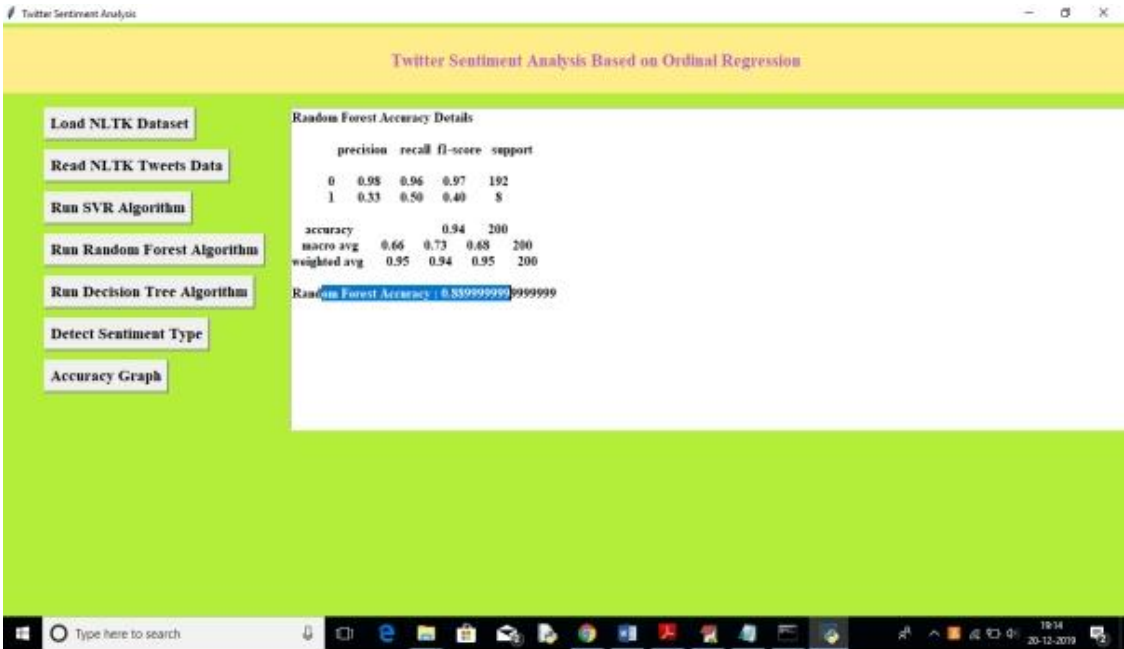 Twitter Sentiment Analysis
Twitter Sentiment Analysis Based on Ordinal Regression
Load NLTK Dataset
Read NLTK Tweets Data
Run SVR Algorithm
Run Random Forest Algorithm
Run Decision Tree Algorithm
Detect Sentiment Type
Accuracy Graph
Random Forest Accuracy Details
precision recall f1-score support
0 0.98 0.96 0.97 192
1 0.33 0.50 0.40 8
accuracy 0.94 200
macro avg 0.66 0.73 0.68 200
weighted avg 0.95 0.94 0.95 200
Random Forest Accuracy : 0.8899999999999999
Type here to search
19:14
20-12-2019